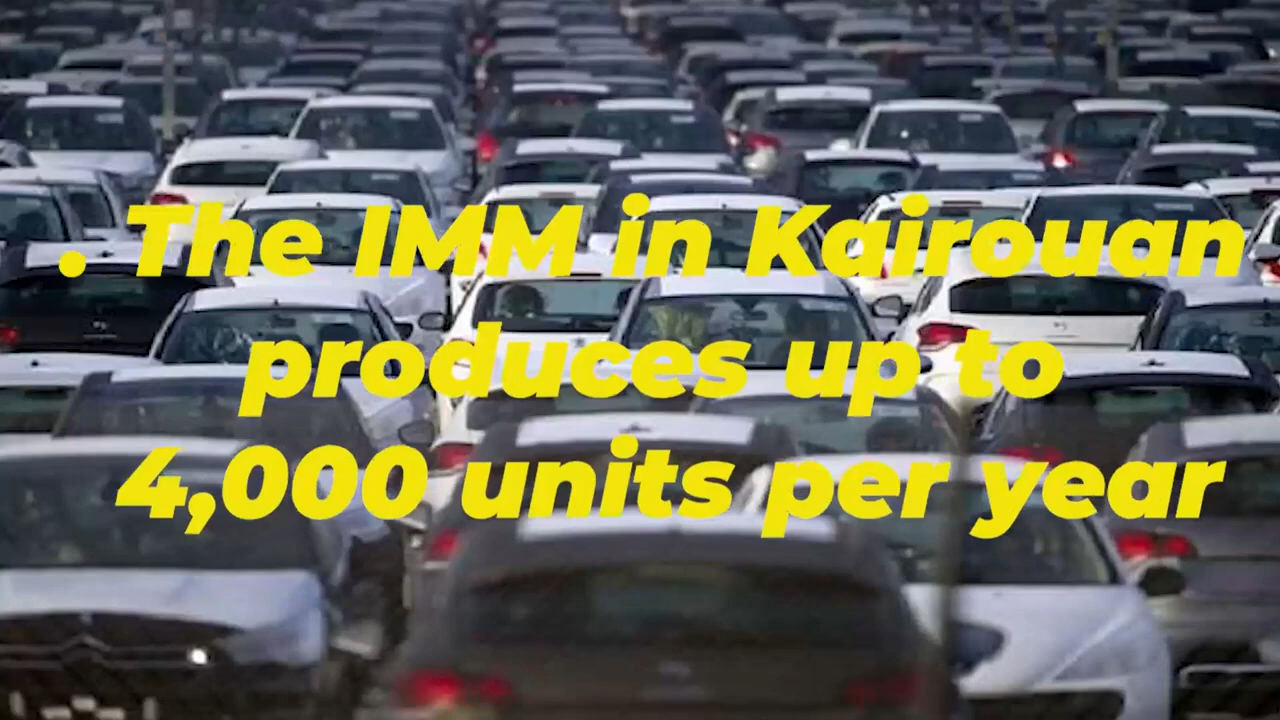 . The IMM in Kairouan
produces up to
4,000 units per year